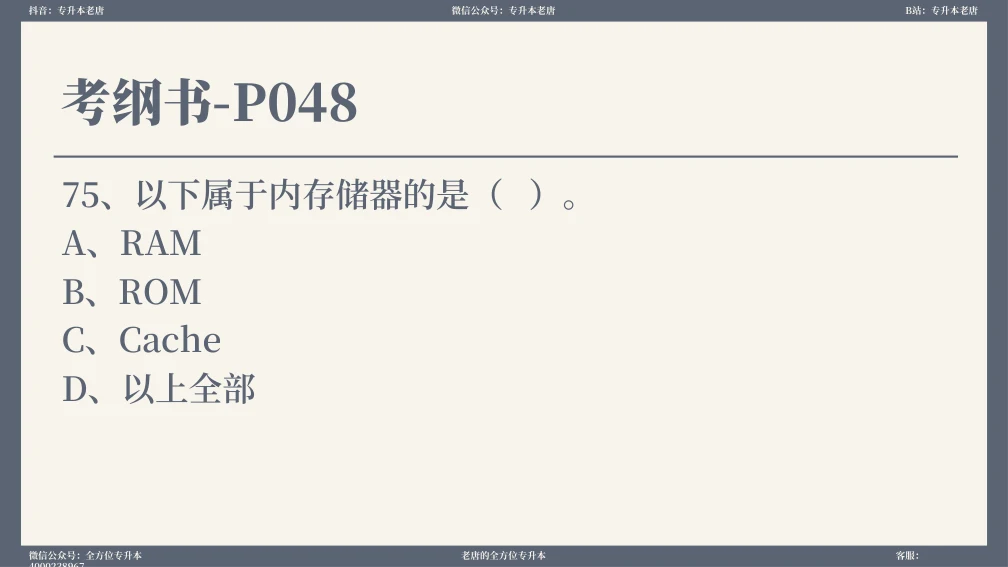 抖音：专升本老唐
微信公众号：专升本老唐
B站：专升本老唐
考纲书-P048
75、以下属于内存储器的是（ ）。
A、RAM
B、ROM
C、Cache
D、以上全部
微信公众号：全方位专升本
老唐的全方位专升本
客服：
4000238967